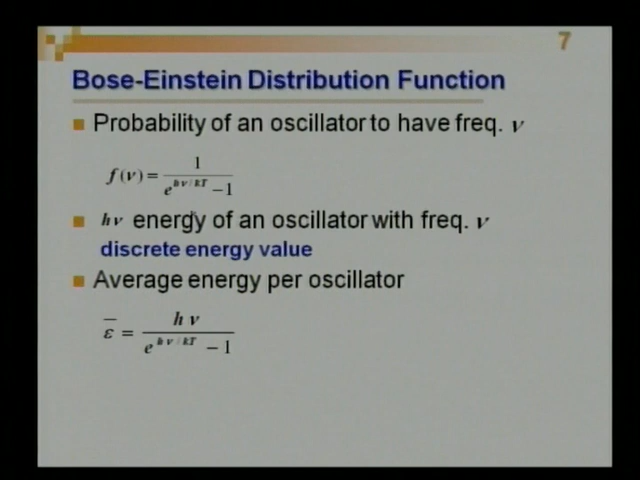 7
Bose-Einstein Distribution Function
Probability of an oscillator to have freq. ν
f(ν) = 1 / (e^{hν/kT} − 1)
hν energy of an oscillator with freq. ν
discrete energy value
Average energy per oscillator
ε̄ = hν / (e^{hν/kT} − 1)